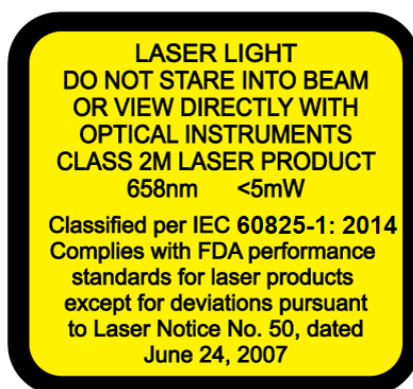 LASER LIGHT
DO NOT STARE INTO BEAM
OR VIEW DIRECTLY WITH
OPTICAL INSTRUMENTS
CLASS 2M LASER PRODUCT
658nm <5mW
Classified per IEC 60825-1: 2014
Complies with FDA performance
standards for laser products
except for deviations pursuant
to Laser Notice No. 50, dated
June 24, 2007